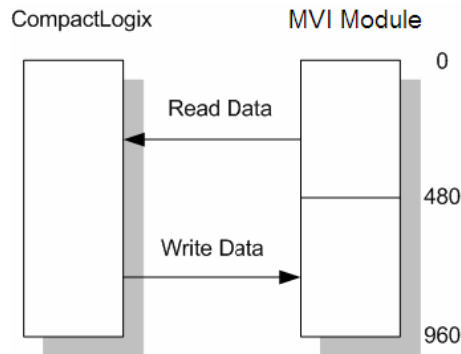 CompactLogix
MVI Module
0
Read Data
480
Write Data
960